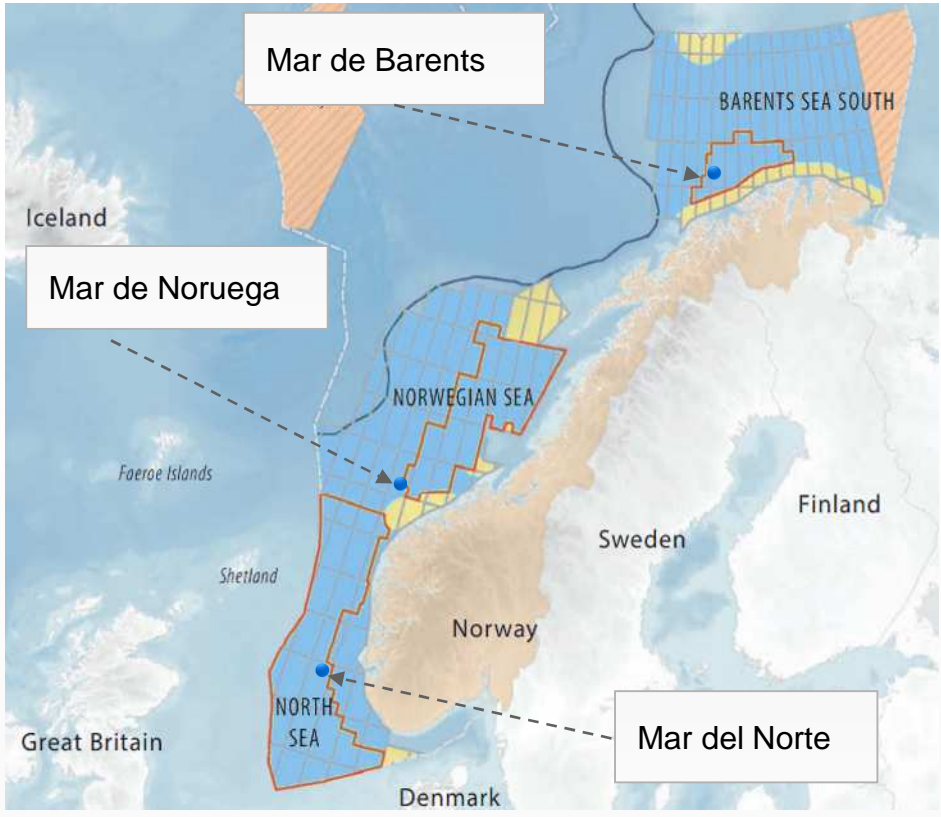 Mar de Barents
BARENTS SEA SOUTH
Iceland
Mar de Noruega
NORWEGIAN SEA
Faeroe Islands
Finland
Sweden
Shetland
Norway
NORTH
SEA
Mar del Norte
Great Britain
Denmark